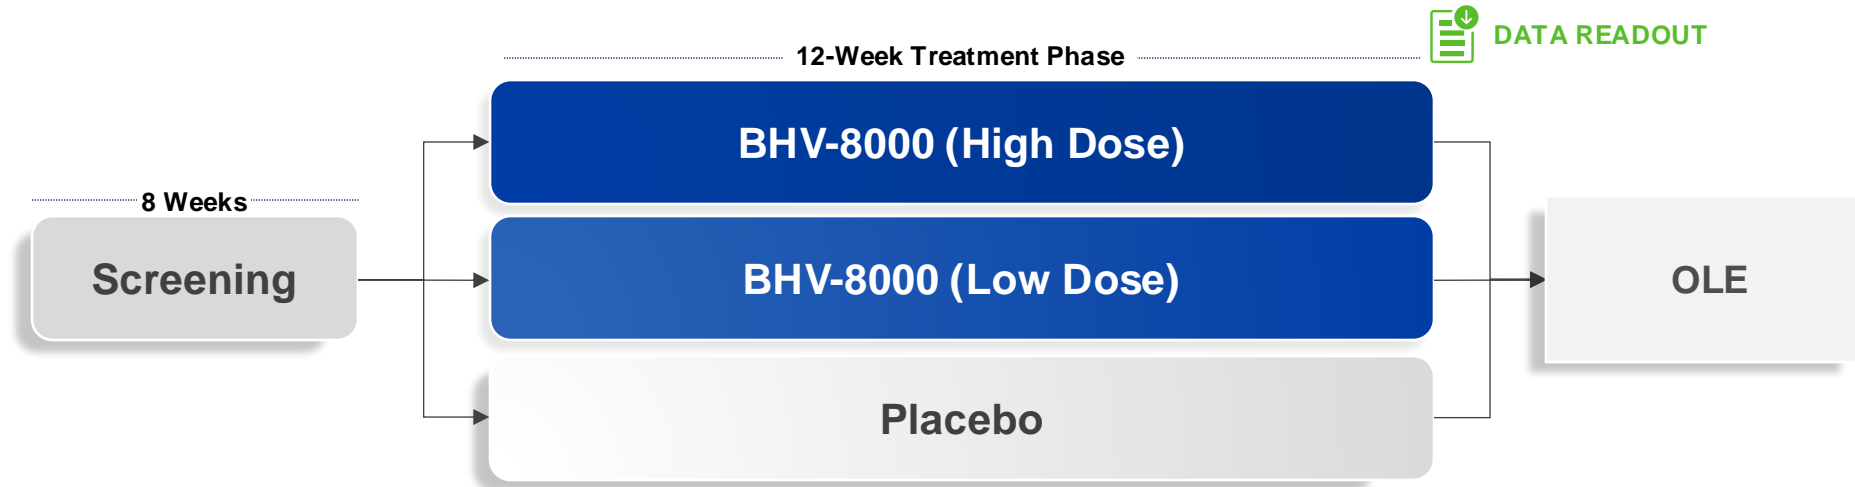 DATA READOUT
12-Week Treatment Phase
BHV-8000 (High Dose)
8 Weeks
Screening
BHV-8000 (Low Dose)
OLE
Placebo